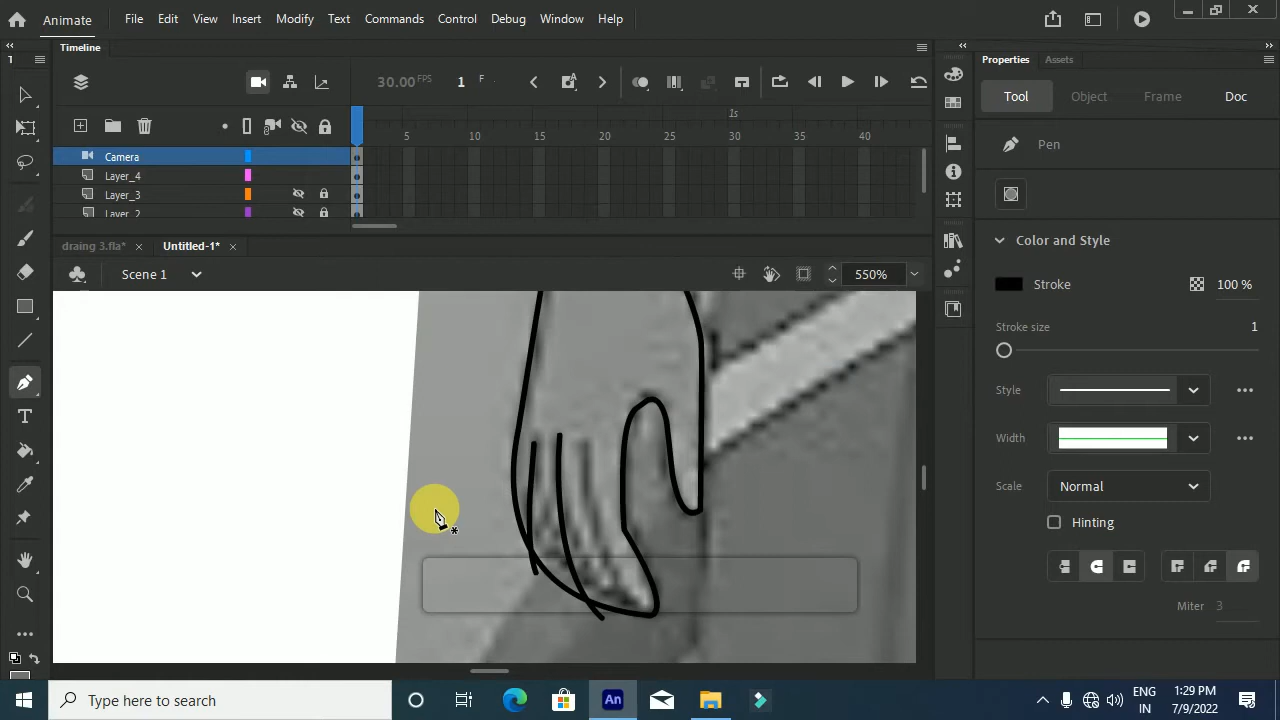 Animate File Edit View Insert Modify Text Commands Control Debug Window Help
Timeline
30.00 FPS 1 F
1s
5 10 15 20 25 30 35 40
Camera
Layer_4
Layer_3
Layer_2
draing 3.fla* Untitled-1*
Scene 1 550%
Properties Assets
Tool Object Frame Doc
Pen
Color and Style
Stroke 100 %
Stroke size 1
Style
Width
Scale Normal
Hinting
Miter 3
Type here to search
An
ENG
IN
1:29 PM
7/9/2022